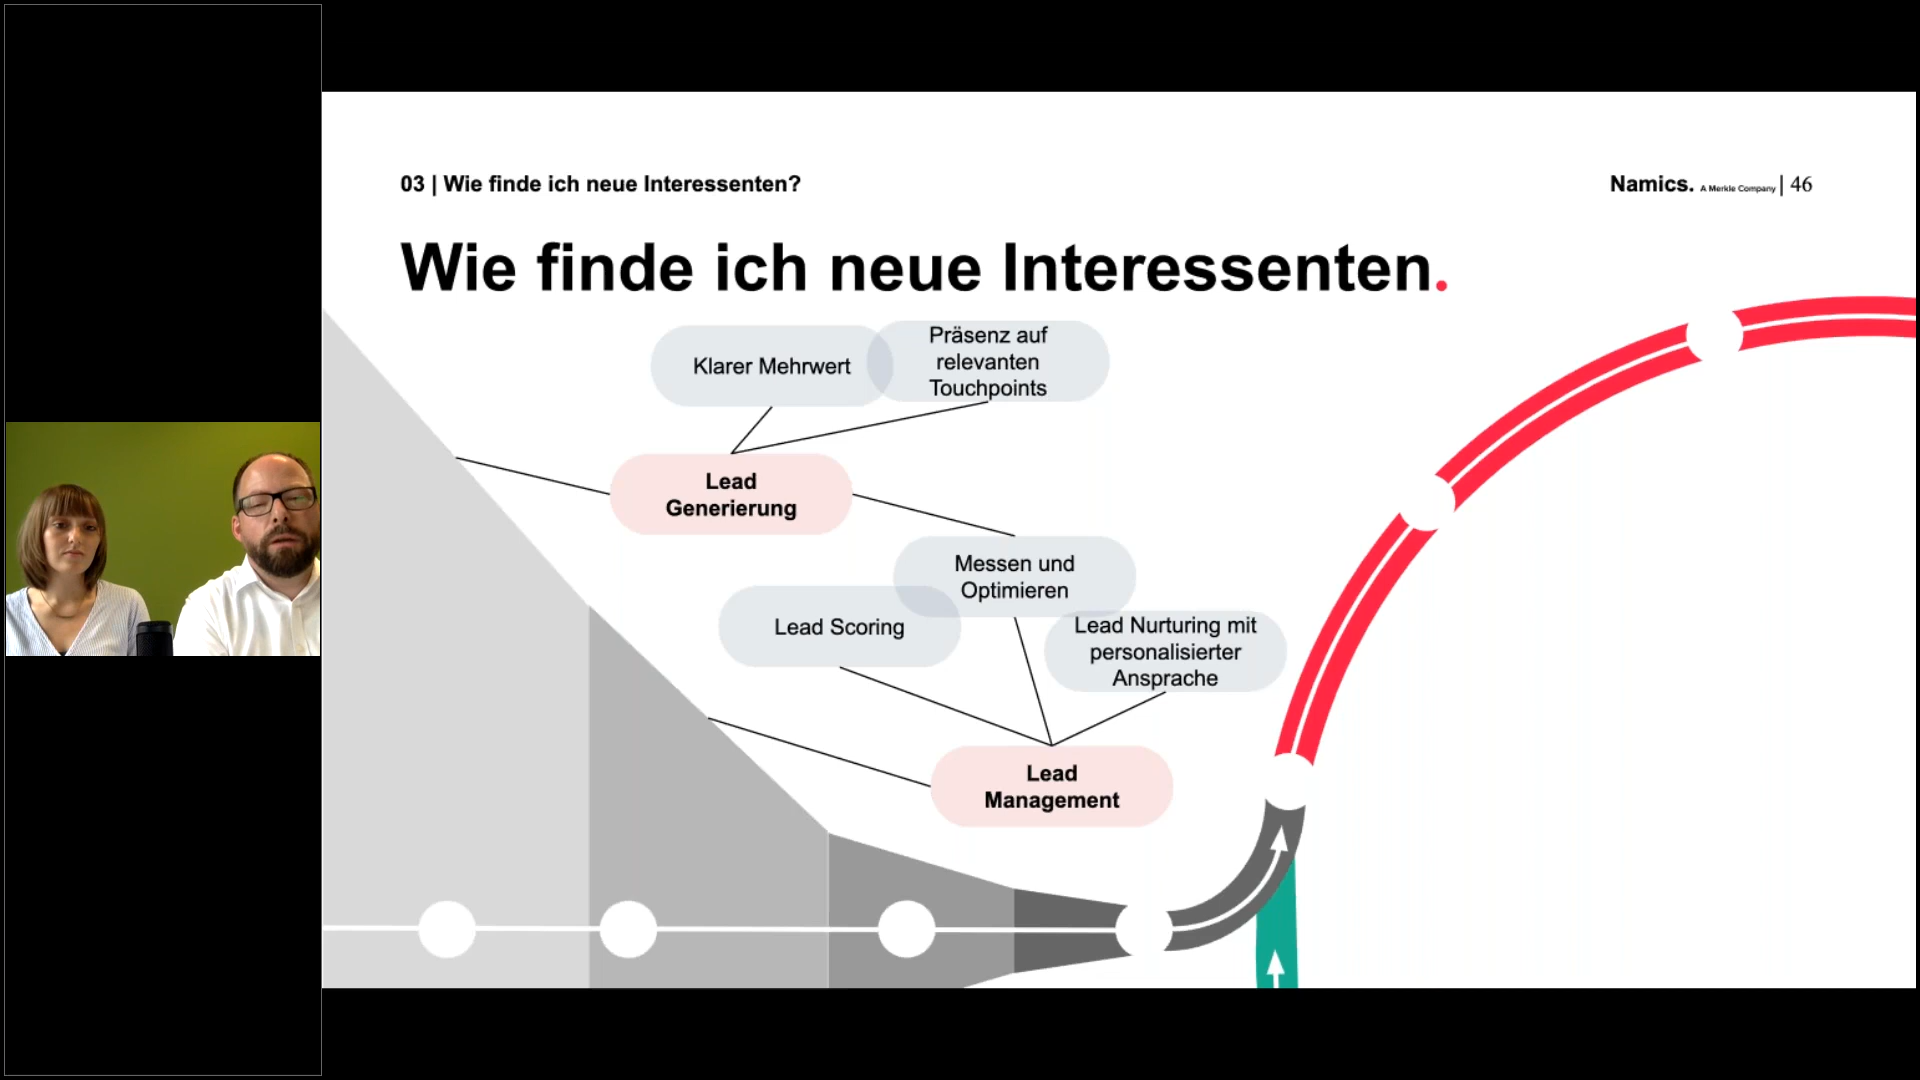 03 | Wie finde ich neue Interessenten?
Namics. A Merkle Company | 46
Wie finde ich neue Interessenten.
Klarer Mehrwert
Präsenz auf
relevanten
Touchpoints
Lead
Generierung
Messen und
Optimieren
Lead Scoring
Lead Nurturing mit
personalisierter
Ansprache
Lead
Management